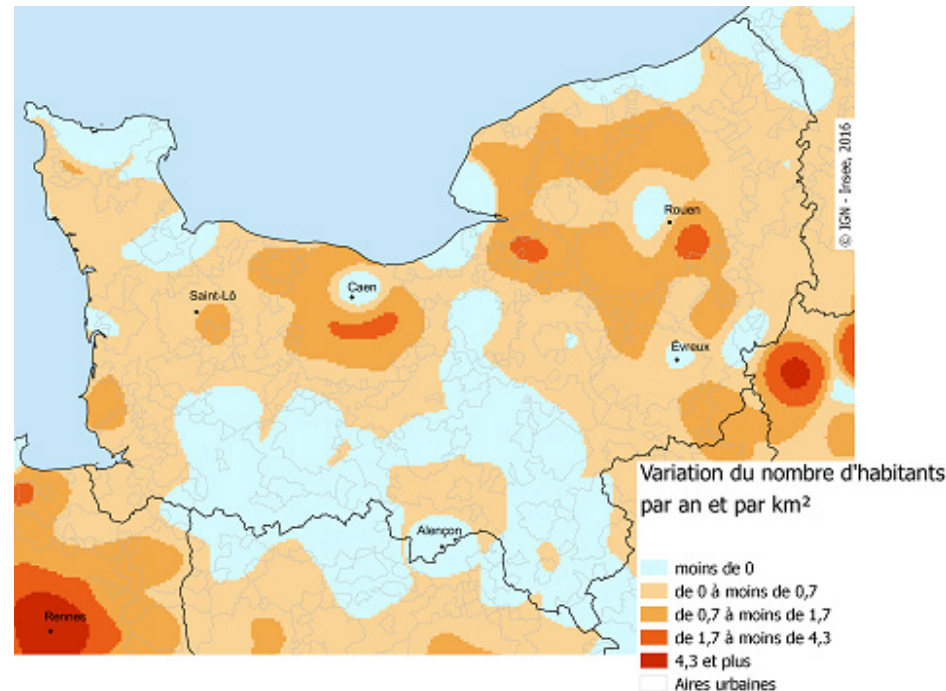 © IGN - Insee, 2016
Rouen
Caen
Saint-Lô
Évreux
Alençon
Rennes
Variation du nombre d'habitants
par an et par km²
moins de 0
de 0 à moins de 0,7
de 0,7 à moins de 1,7
de 1,7 à moins de 4,3
4,3 et plus
Aires urbaines